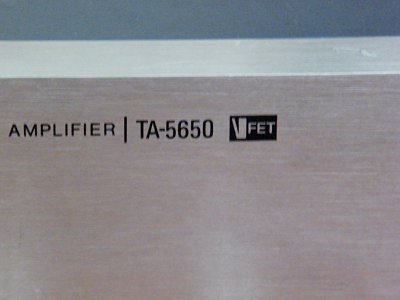 AMPLIFIER | TA-5650 VFET